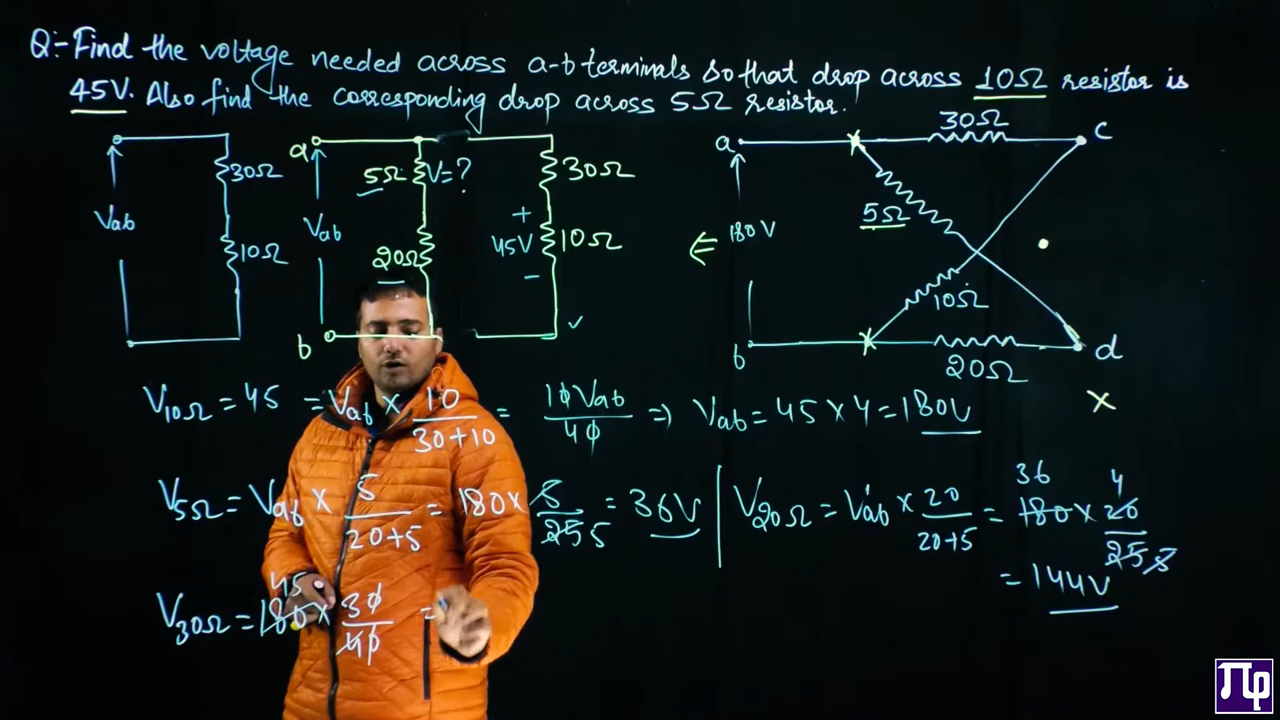 Q:- Find the voltage needed across a-b terminals so that drop across 10Ω resistor is
45V. Also find the corresponding drop across 5Ω resistor.
30Ω
10Ω
Vab
a
5Ω
V=?
30Ω
Vab
20Ω
+
45V
-
10Ω
b
a
30Ω
c
5Ω
180V
10Ω
b
20Ω
d
V10Ω = 45 = Vab × 10/(30+10) = 10Vab/40 ⇒ Vab = 45 × 4 = 180V
V5Ω = Vab × 5/(20+5) = 180 × 5/25 5 = 36V
V20Ω = Vab × 20/(20+5) = 36 180 × 4 20/25 5
= 144V
V30Ω = 45 180 × 30/40 =
πφ